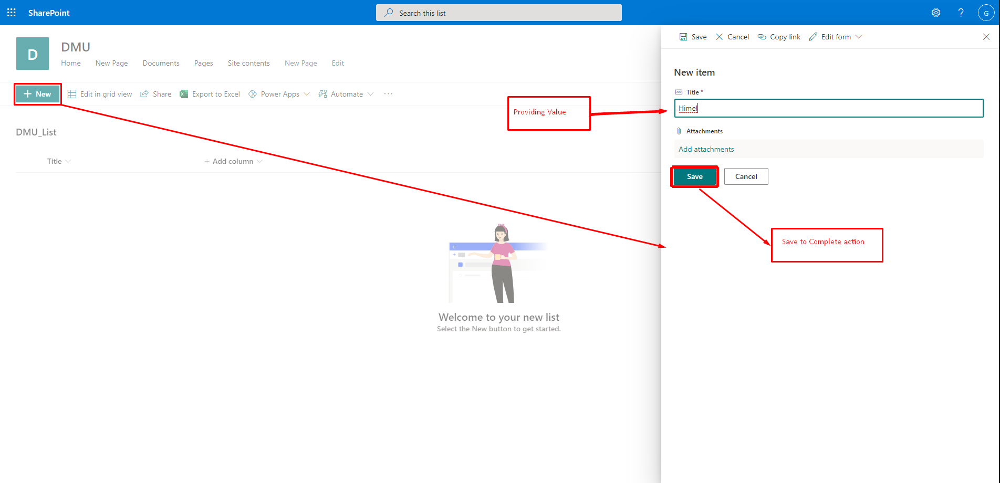 SharePoint
Search this list
G
Save
Cancel
Copy link
Edit form
D
DMU
Home
New Page
Documents
Pages
Site contents
New Page
Edit
New item
+ New
Edit in grid view
Share
Export to Excel
Power Apps
Automate
...
Abc Title *
Himel
Providing Value
DMU_List
Attachments
Add attachments
Title
+ Add column
Save
Cancel
Save to Complete action
Welcome to your new list
Select the New button to get started.